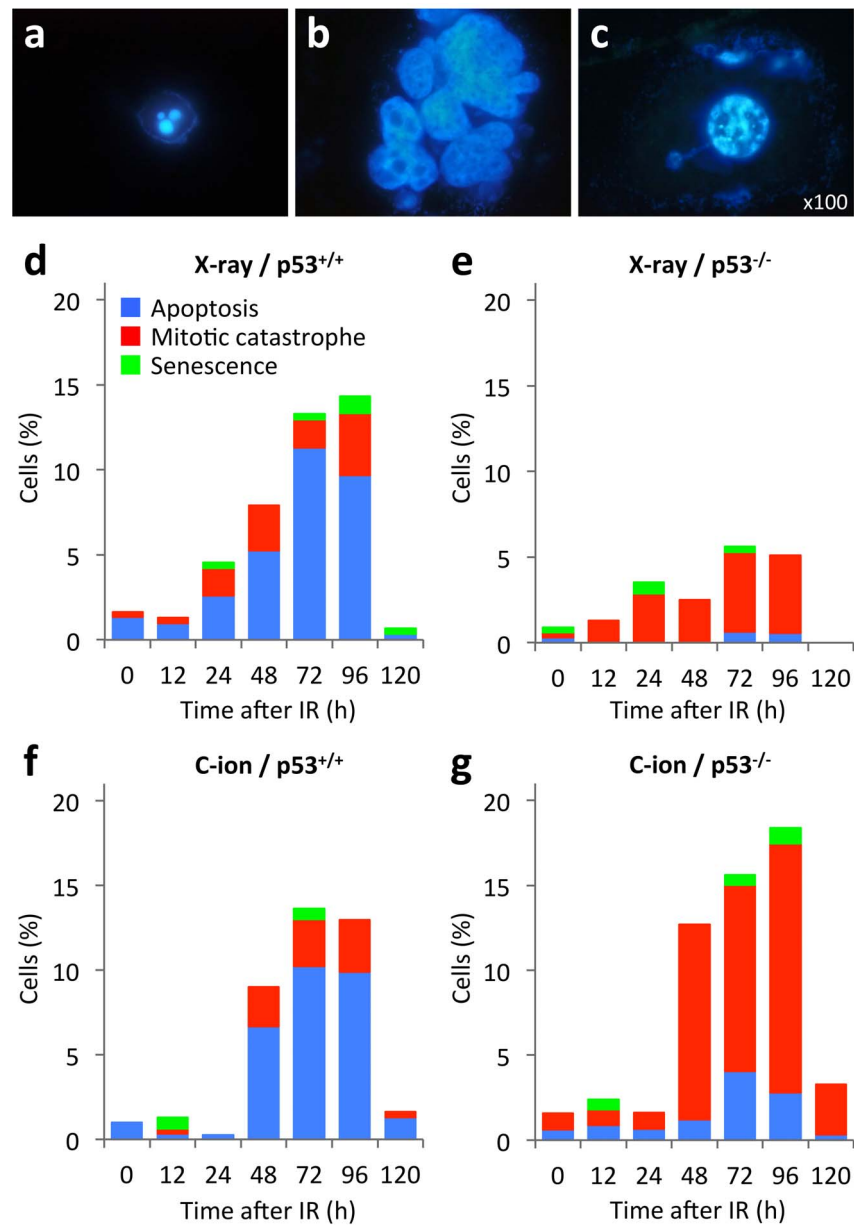 a
b
c
x100
d
X-ray / p53+/+
20
15
10
5
0
Cells (%)
Apoptosis
Mitotic catastrophe
Senescence
0 12 24 48 72 96 120
Time after IR (h)
e
X-ray / p53-/-
20
15
10
5
0
Cells (%)
0 12 24 48 72 96 120
Time after IR (h)
f
C-ion / p53+/+
20
15
10
5
0
Cells (%)
0 12 24 48 72 96 120
Time after IR (h)
g
C-ion / p53-/-
20
15
10
5
0
Cells (%)
0 12 24 48 72 96 120
Time after IR (h)